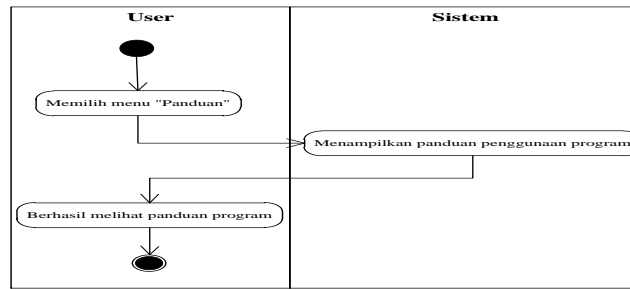 User
Sistem
Memilih menu "Panduan"
Menampilkan panduan penggunaan program
Berhasil melihat panduan program